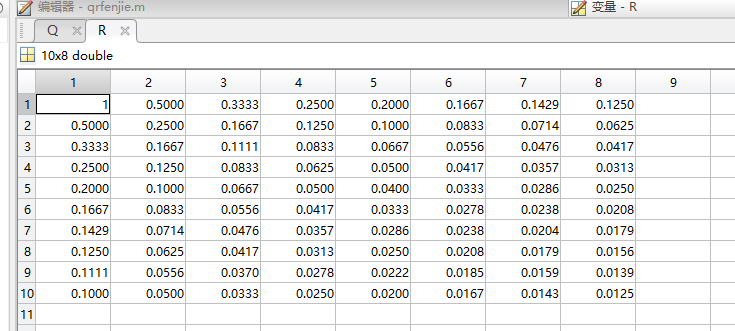 编辑器 - qrfenjie.m 变量 - R
Q R
10x8 double
1 2 3 4 5 6 7 8 9
1 1 0.5000 0.3333 0.2500 0.2000 0.1667 0.1429 0.1250
2 0.5000 0.2500 0.1667 0.1250 0.1000 0.0833 0.0714 0.0625
3 0.3333 0.1667 0.1111 0.0833 0.0667 0.0556 0.0476 0.0417
4 0.2500 0.1250 0.0833 0.0625 0.0500 0.0417 0.0357 0.0313
5 0.2000 0.1000 0.0667 0.0500 0.0400 0.0333 0.0286 0.0250
6 0.1667 0.0833 0.0556 0.0417 0.0333 0.0278 0.0238 0.0208
7 0.1429 0.0714 0.0476 0.0357 0.0286 0.0238 0.0204 0.0179
8 0.1250 0.0625 0.0417 0.0313 0.0250 0.0208 0.0179 0.0156
9 0.1111 0.0556 0.0370 0.0278 0.0222 0.0185 0.0159 0.0139
10 0.1000 0.0500 0.0333 0.0250 0.0200 0.0167 0.0143 0.0125
11